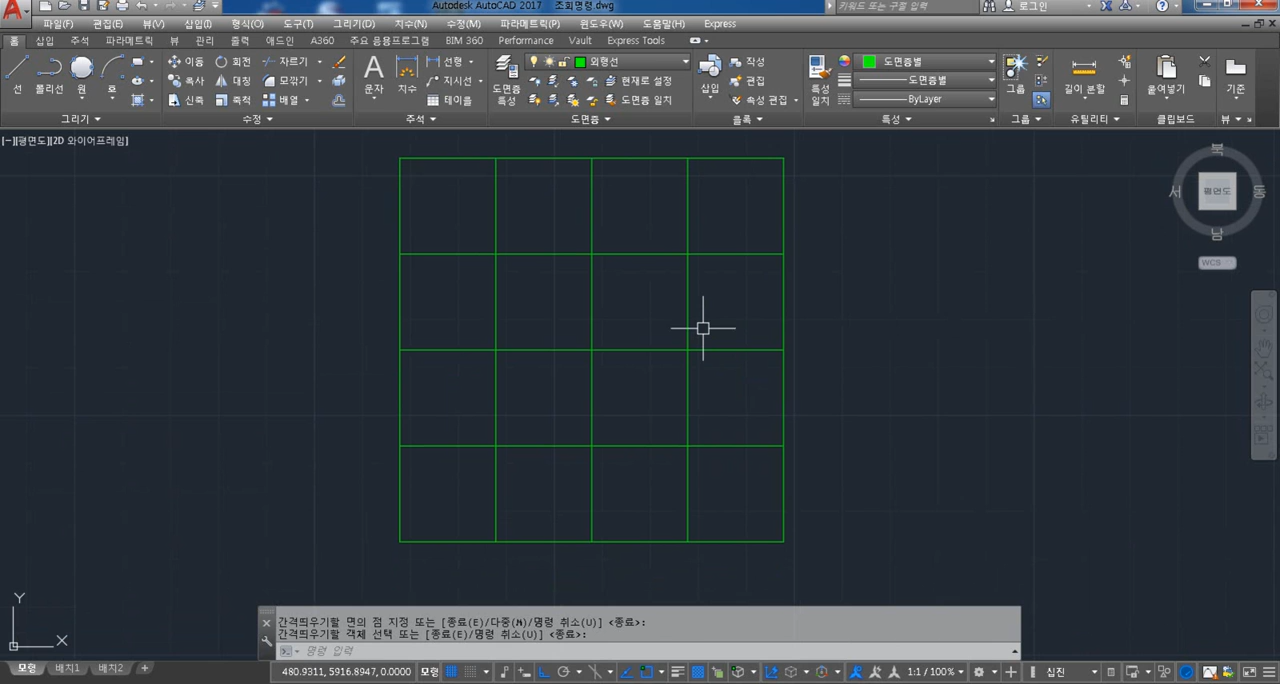 Autodesk AutoCAD 2017 조회명령.dwg
키워드 또는 구절 입력
로그인
파일(F) 편집(E) 뷰(V) 삽입(I) 형식(O) 도구(T) 그리기(D) 치수(N) 수정(M) 파라메트릭(P) 윈도우(W) 도움말(H) Express
홈 삽입 주석 파라메트릭 뷰 관리 출력 애드인 A360 주요 응용프로그램 BIM 360 Performance Vault Express Tools
이동 회전 자르기 선형 외형선 작성 도면층별
선 폴리선 원 호 복사 대칭 모깎기 문자 치수 지시선 도면층 특성 현재로 설정 삽입 편집 특성 일치 도면층별 그룹 길이 분할 붙여넣기 기준
신축 축척 배열 테이블 도면층 일치 속성 편집 ByLayer
그리기 수정 주석 도면층 블록 특성 그룹 유틸리티 클립보드 뷰
[-][평면도][2D 와이어프레임]
북
서 평면도 동
남
WCS
Y
X
간격띄우기할 면의 점 지정 또는 [종료(E)/다중(M)/명령 취소(U)] <종료>:
간격띄우기할 객체 선택 또는 [종료(E)/명령 취소(U)] <종료>:
명령 입력
모형 배치1 배치2 + 480.9311, 5916.8947, 0.0000 모형 1:1 / 100% 십진